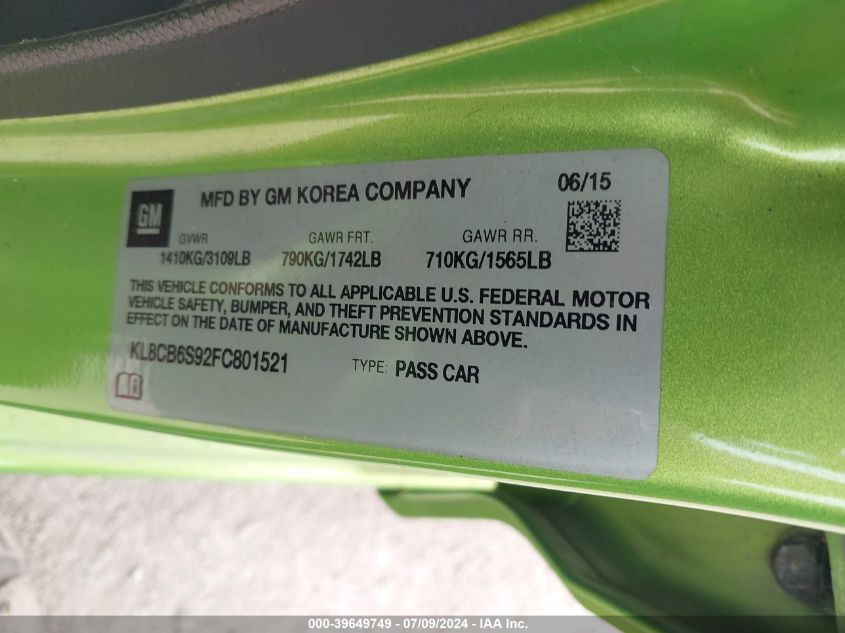 GM
MFD BY GM KOREA COMPANY
06/15
GVWR GAWR FRT. GAWR RR.
1410KG/3109LB 790KG/1742LB 710KG/1565LB
THIS VEHICLE CONFORMS TO ALL APPLICABLE U.S. FEDERAL MOTOR
VEHICLE SAFETY, BUMPER, AND THEFT PREVENTION STANDARDS IN
EFFECT ON THE DATE OF MANUFACTURE SHOWN ABOVE.
KL8CB6S92FC801521 TYPE: PASS CAR
000-39649749 - 07/09/2024 - IAA Inc.